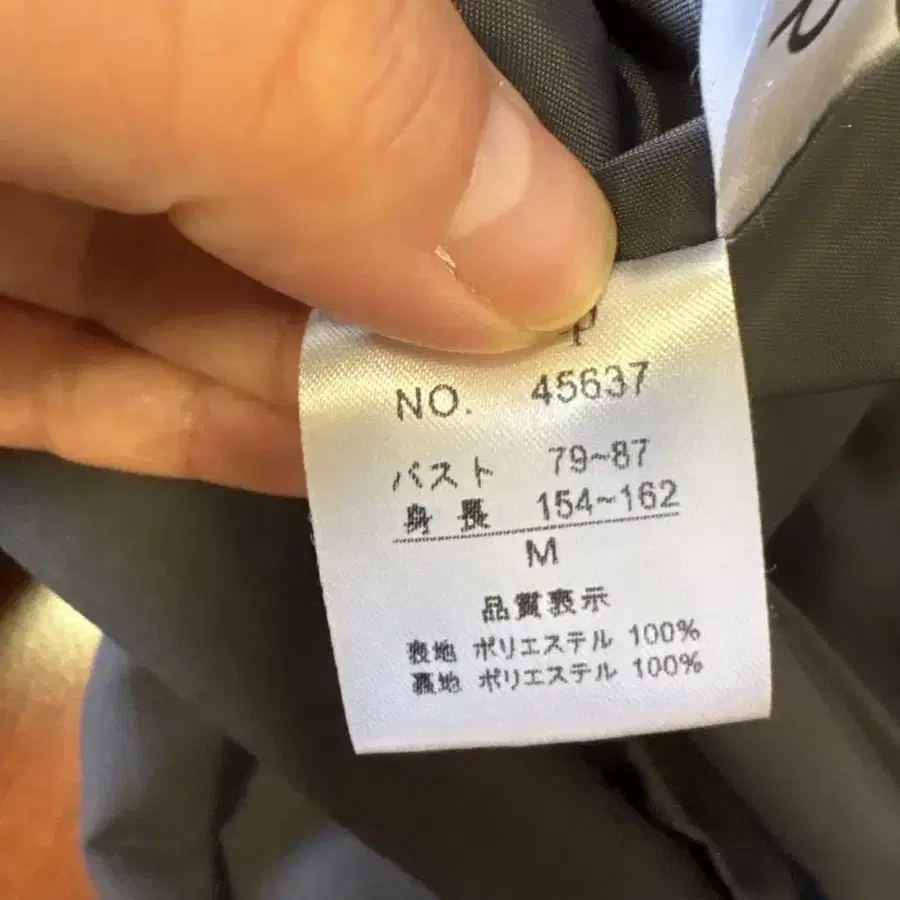 NO. 45637
バスト 79~87
身長 154~162
M
品質表示
表地 ポリエステル 100%
裏地 ポリエステル 100%